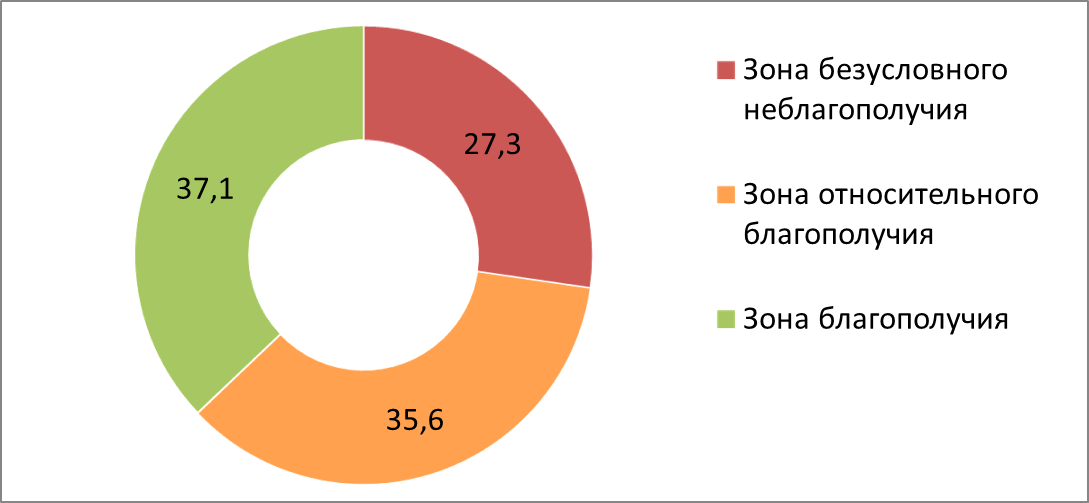 27,3
37,1
35,6
Зона безусловного
неблагополучия
Зона относительного
благополучия
Зона благополучия